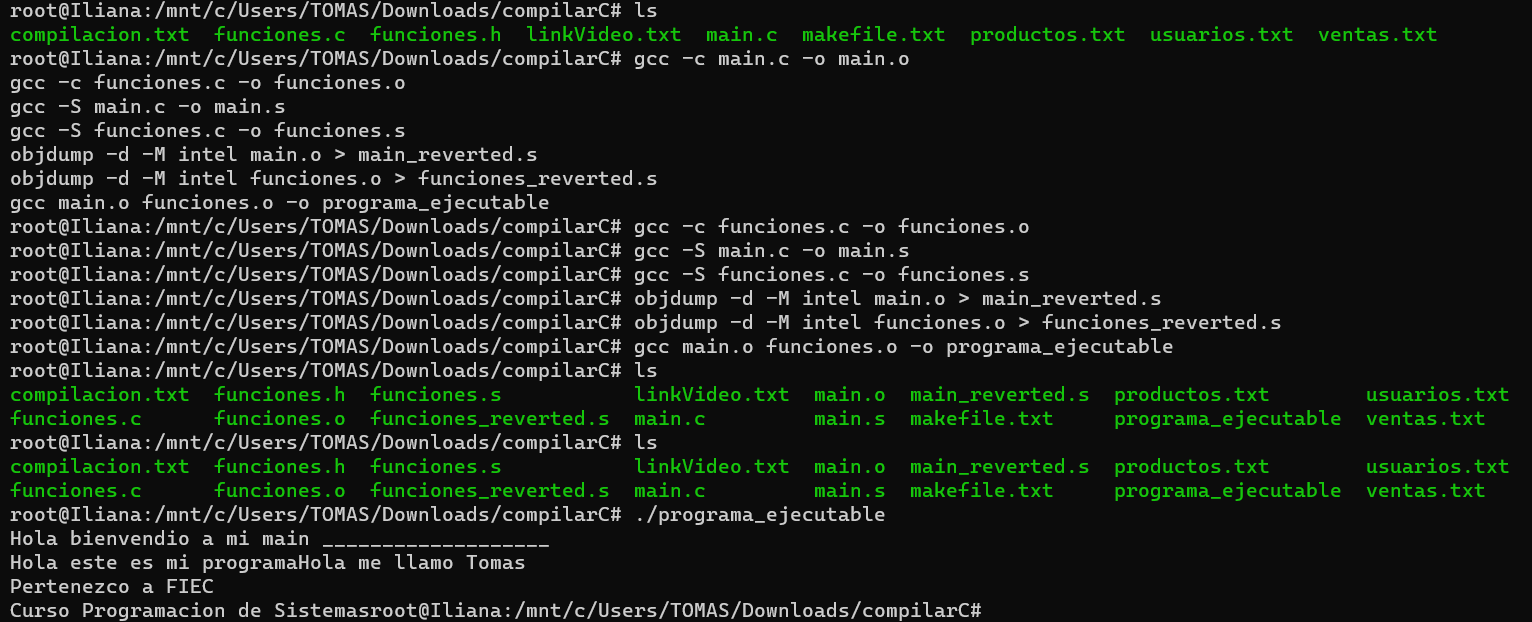 root@Iliana:/mnt/c/Users/TOMAS/Downloads/compilarC# ls
compilacion.txt  funciones.c  funciones.h  linkVideo.txt  main.c  makefile.txt  productos.txt  usuarios.txt  ventas.txt
root@Iliana:/mnt/c/Users/TOMAS/Downloads/compilarC# gcc -c main.c -o main.o
gcc -c funciones.c -o funciones.o
gcc -S main.c -o main.s
gcc -S funciones.c -o funciones.s
objdump -d -M intel main.o > main_reverted.s
objdump -d -M intel funciones.o > funciones_reverted.s
gcc main.o funciones.o -o programa_ejecutable
root@Iliana:/mnt/c/Users/TOMAS/Downloads/compilarC# gcc -c funciones.c -o funciones.o
root@Iliana:/mnt/c/Users/TOMAS/Downloads/compilarC# gcc -S main.c -o main.s
root@Iliana:/mnt/c/Users/TOMAS/Downloads/compilarC# gcc -S funciones.c -o funciones.s
root@Iliana:/mnt/c/Users/TOMAS/Downloads/compilarC# objdump -d -M intel main.o > main_reverted.s
root@Iliana:/mnt/c/Users/TOMAS/Downloads/compilarC# objdump -d -M intel funciones.o > funciones_reverted.s
root@Iliana:/mnt/c/Users/TOMAS/Downloads/compilarC# gcc main.o funciones.o -o programa_ejecutable
root@Iliana:/mnt/c/Users/TOMAS/Downloads/compilarC# ls
compilacion.txt  funciones.h  funciones.s           linkVideo.txt  main.o  main_reverted.s  productos.txt        usuarios.txt
funciones.c      funciones.o  funciones_reverted.s  main.c         main.s  makefile.txt     programa_ejecutable  ventas.txt
root@Iliana:/mnt/c/Users/TOMAS/Downloads/compilarC# ls
compilacion.txt  funciones.h  funciones.s           linkVideo.txt  main.o  main_reverted.s  productos.txt        usuarios.txt
funciones.c      funciones.o  funciones_reverted.s  main.c         main.s  makefile.txt     programa_ejecutable  ventas.txt
root@Iliana:/mnt/c/Users/TOMAS/Downloads/compilarC# ./programa_ejecutable
Hola bienvendio a mi main ___________________
Hola este es mi programaHola me llamo Tomas
Pertenezco a FIEC
Curso Programacion de Sistemasroot@Iliana:/mnt/c/Users/TOMAS/Downloads/compilarC#